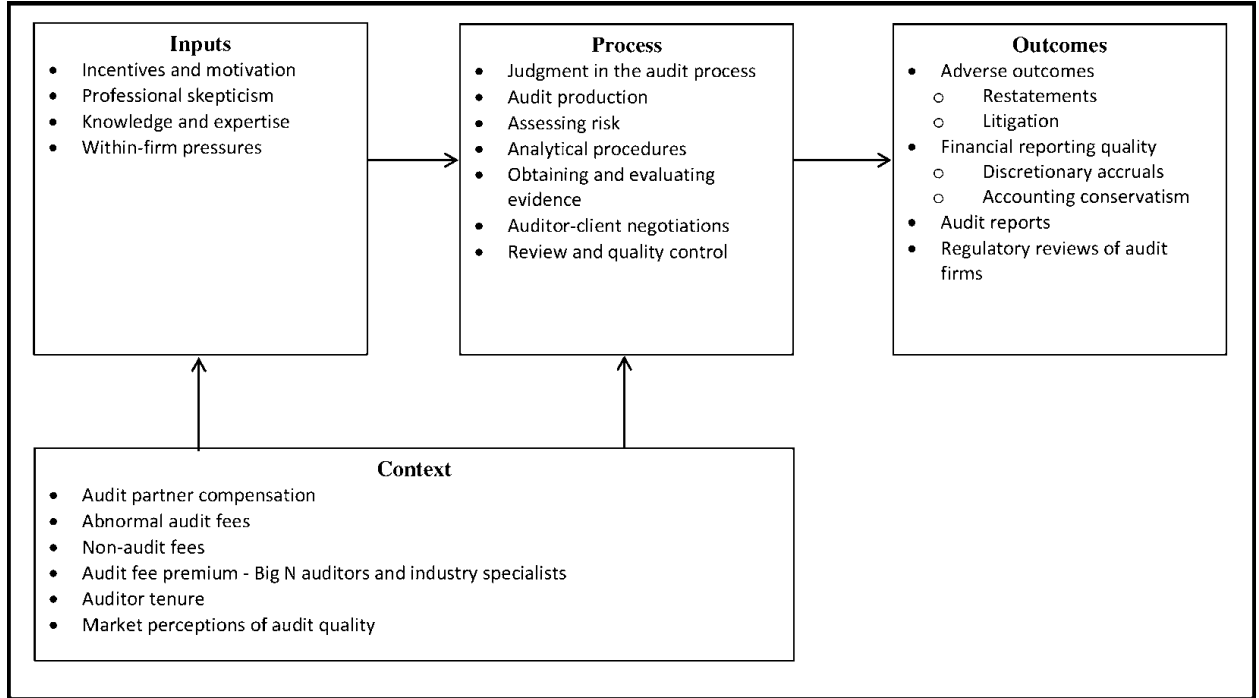 Inputs
• Incentives and motivation
• Professional skepticism
• Knowledge and expertise
• Within-firm pressures
Process
• Judgment in the audit process
• Audit production
• Assessing risk
• Analytical procedures
• Obtaining and evaluating
evidence
• Auditor-client negotiations
• Review and quality control
Outcomes
• Adverse outcomes
o Restatements
o Litigation
• Financial reporting quality
o Discretionary accruals
o Accounting conservatism
• Audit reports
• Regulatory reviews of audit
firms
Context
• Audit partner compensation
• Abnormal audit fees
• Non-audit fees
• Audit fee premium - Big N auditors and industry specialists
• Auditor tenure
• Market perceptions of audit quality